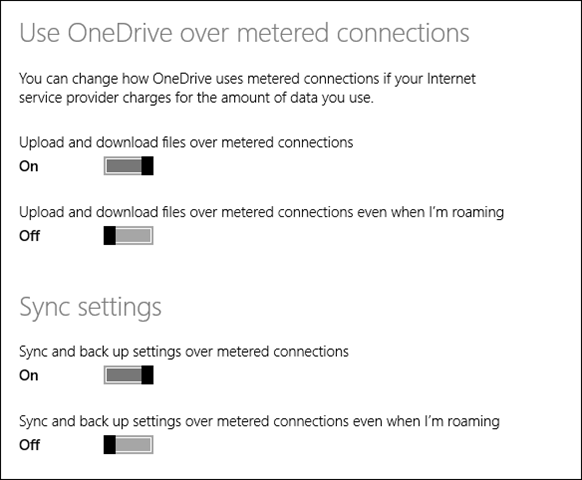 Use OneDrive over metered connections
You can change how OneDrive uses metered connections if your Internet
service provider charges for the amount of data you use.
Upload and download files over metered connections
On
Upload and download files over metered connections even when I'm roaming
Off
Sync settings
Sync and back up settings over metered connections
On
Sync and back up settings over metered connections even when I'm roaming
Off